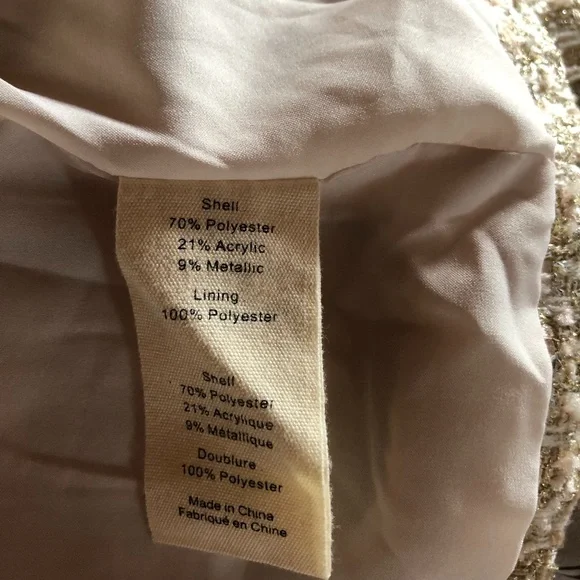 Shell
70% Polyester
21% Acrylic
9% Metallic
Lining
100% Polyester
Shell
70% Polyester
21% Acrylique
9% Métallique
Doublure
100% Polyester
Made in China
Fabriqué en Chine